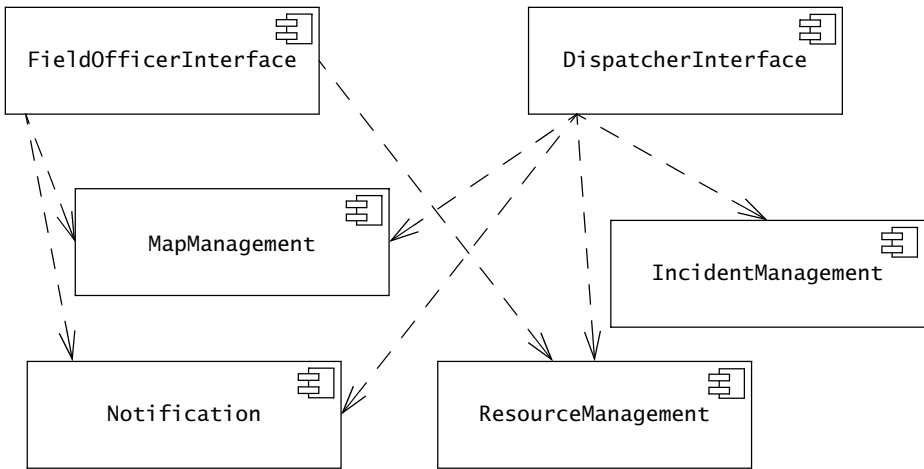 FieldOfficerInterface
DispatcherInterface
MapManagement
IncidentManagement
Notification
ResourceManagement